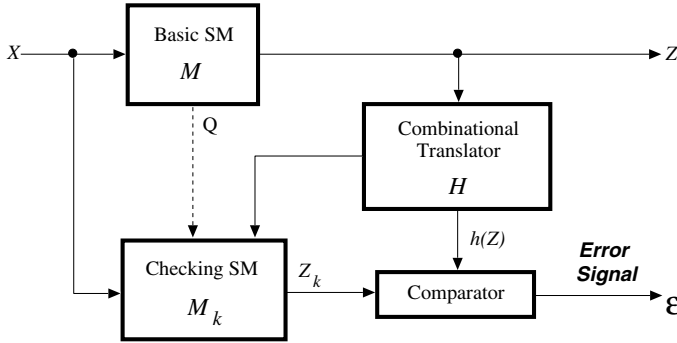 X
Basic SM
M
Z
Q
Combinational
Translator
H
h(Z)
Checking SM
M k
Z k
Comparator
Error
Signal
ε